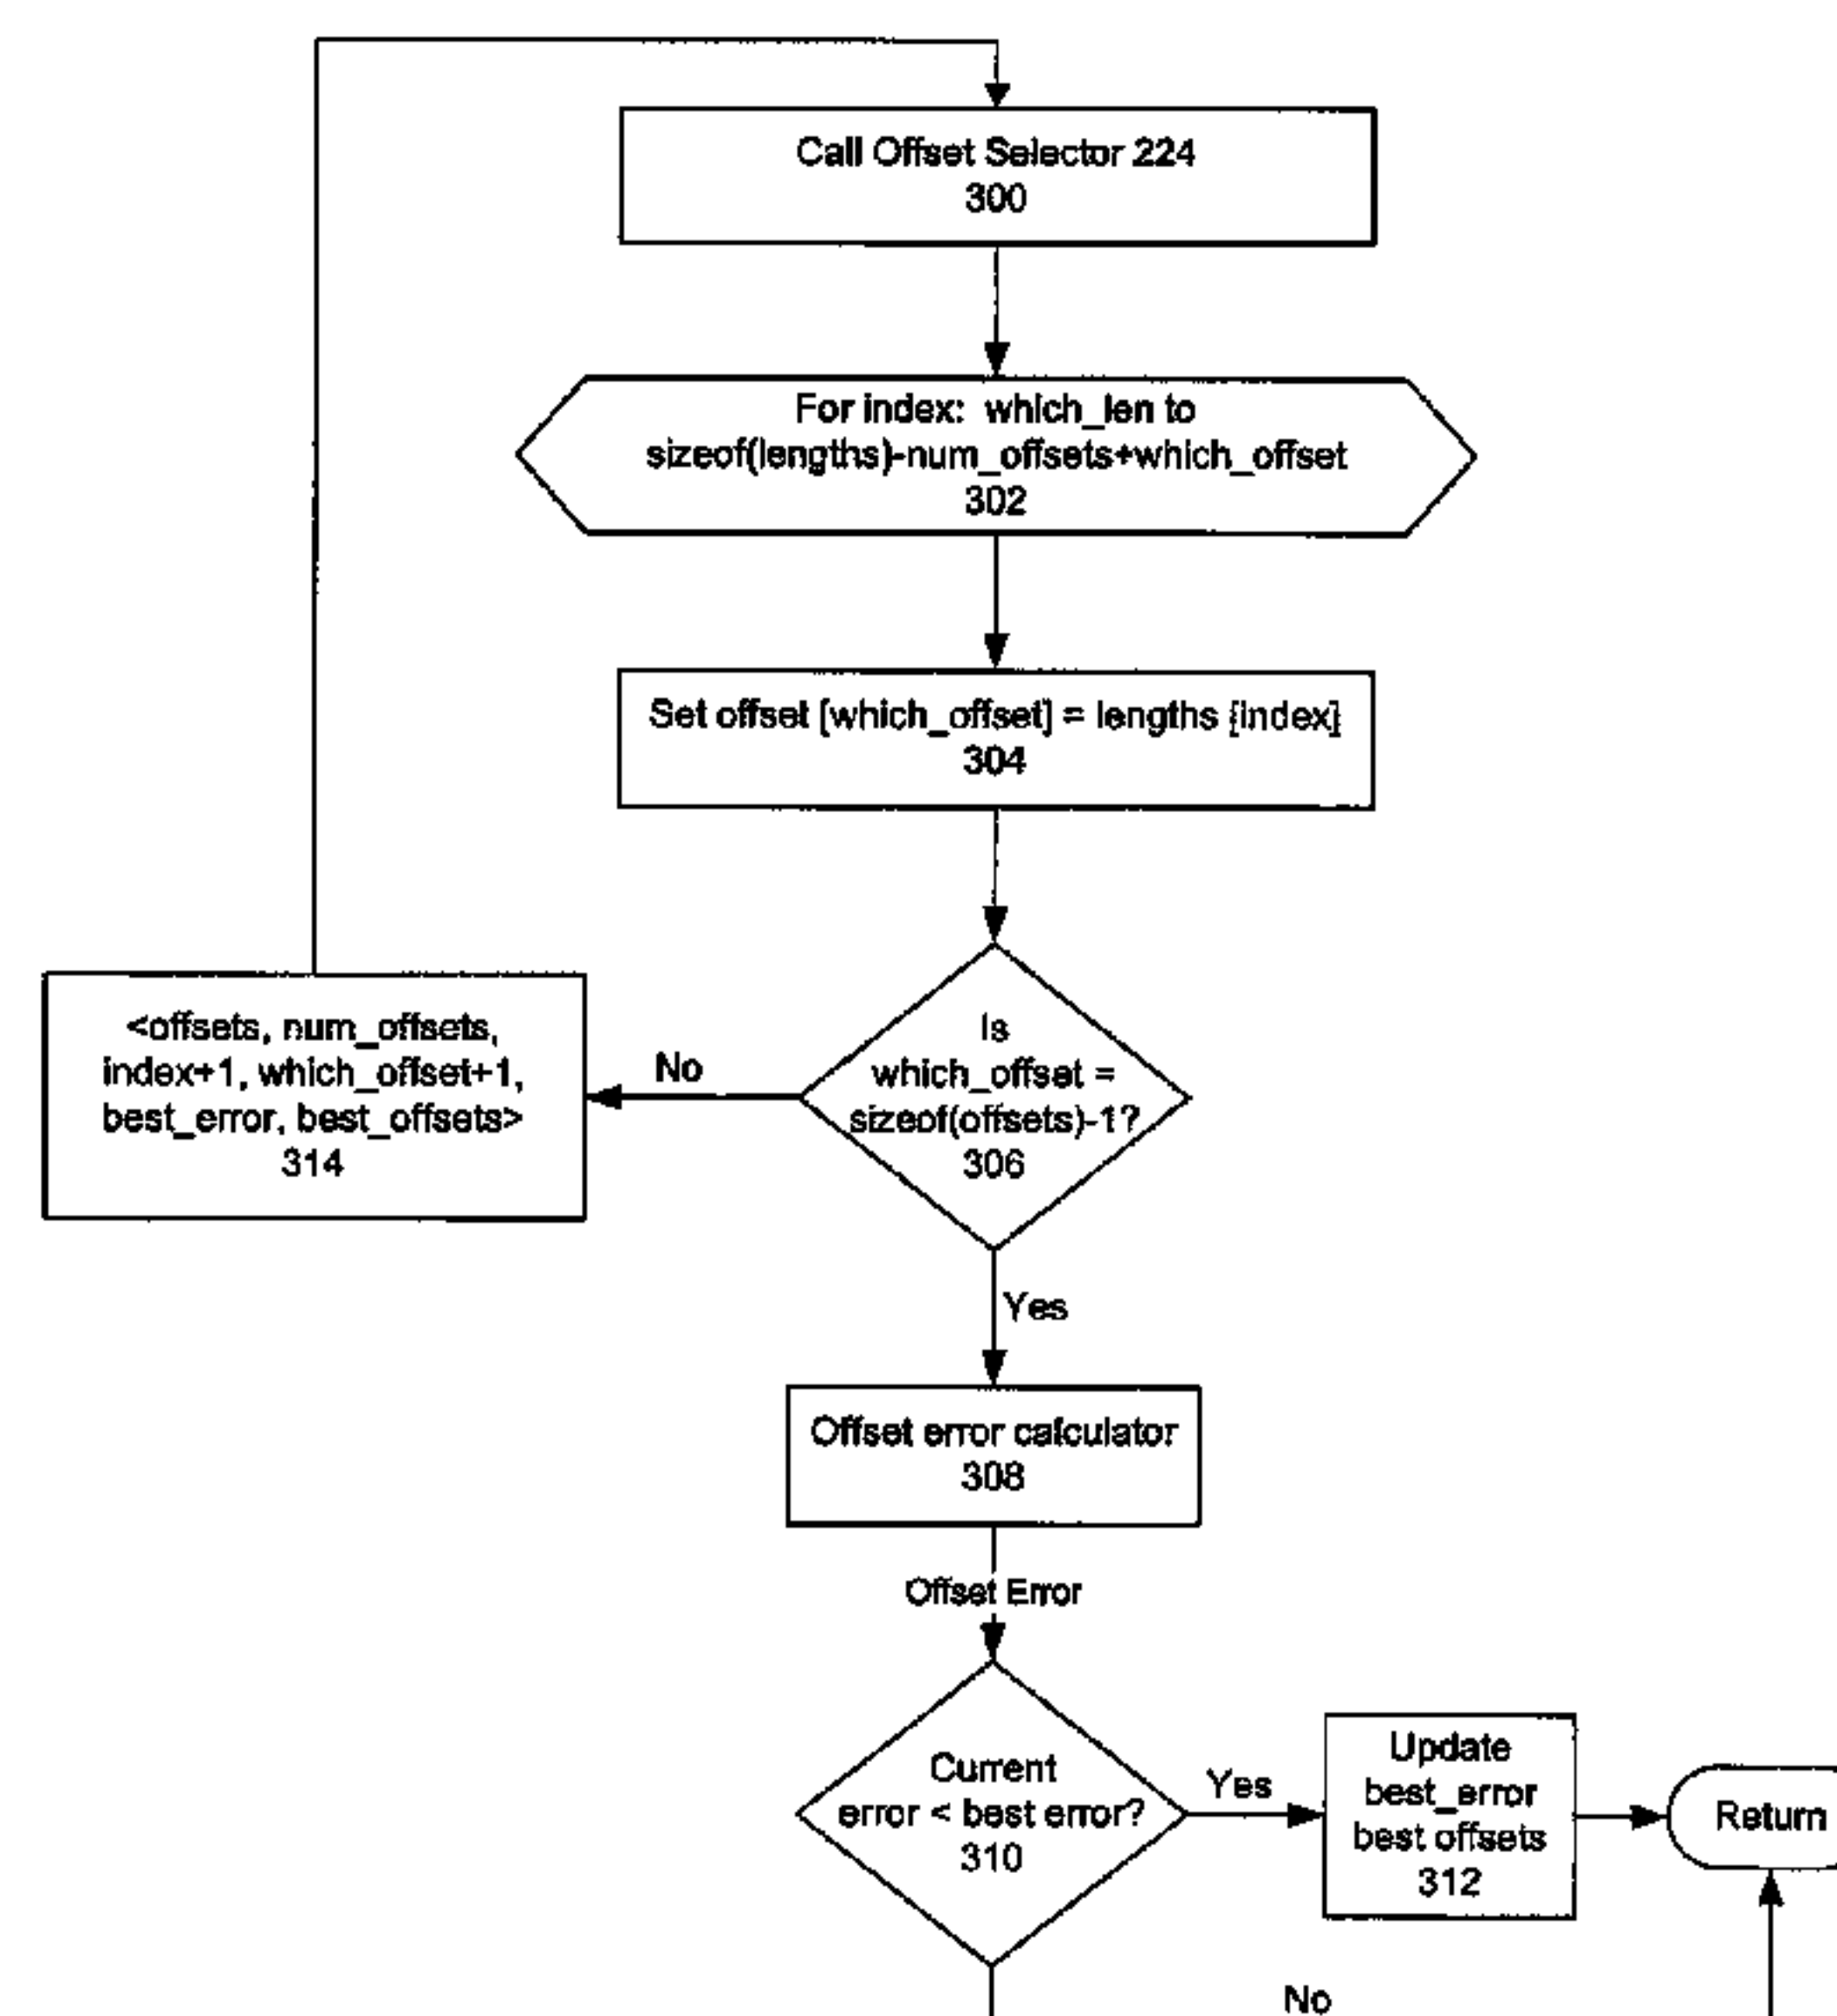 Call Offset Selector 224
300
For index:  which_len to
sizeof(lengths)-num_offsets+which_offset
302
Set offset [which_offset] = lengths [index]
304
Is
which_offset =
sizeof(offsets)-1?
306
No
<offsets, num_offsets,
index+1, which_offset+1,
best_error, best_offsets>
314
Yes
Offset error calculator
308
Offset Error
Current
error < best error?
310
Yes
Update
best_error
best offsets
312
Return
No